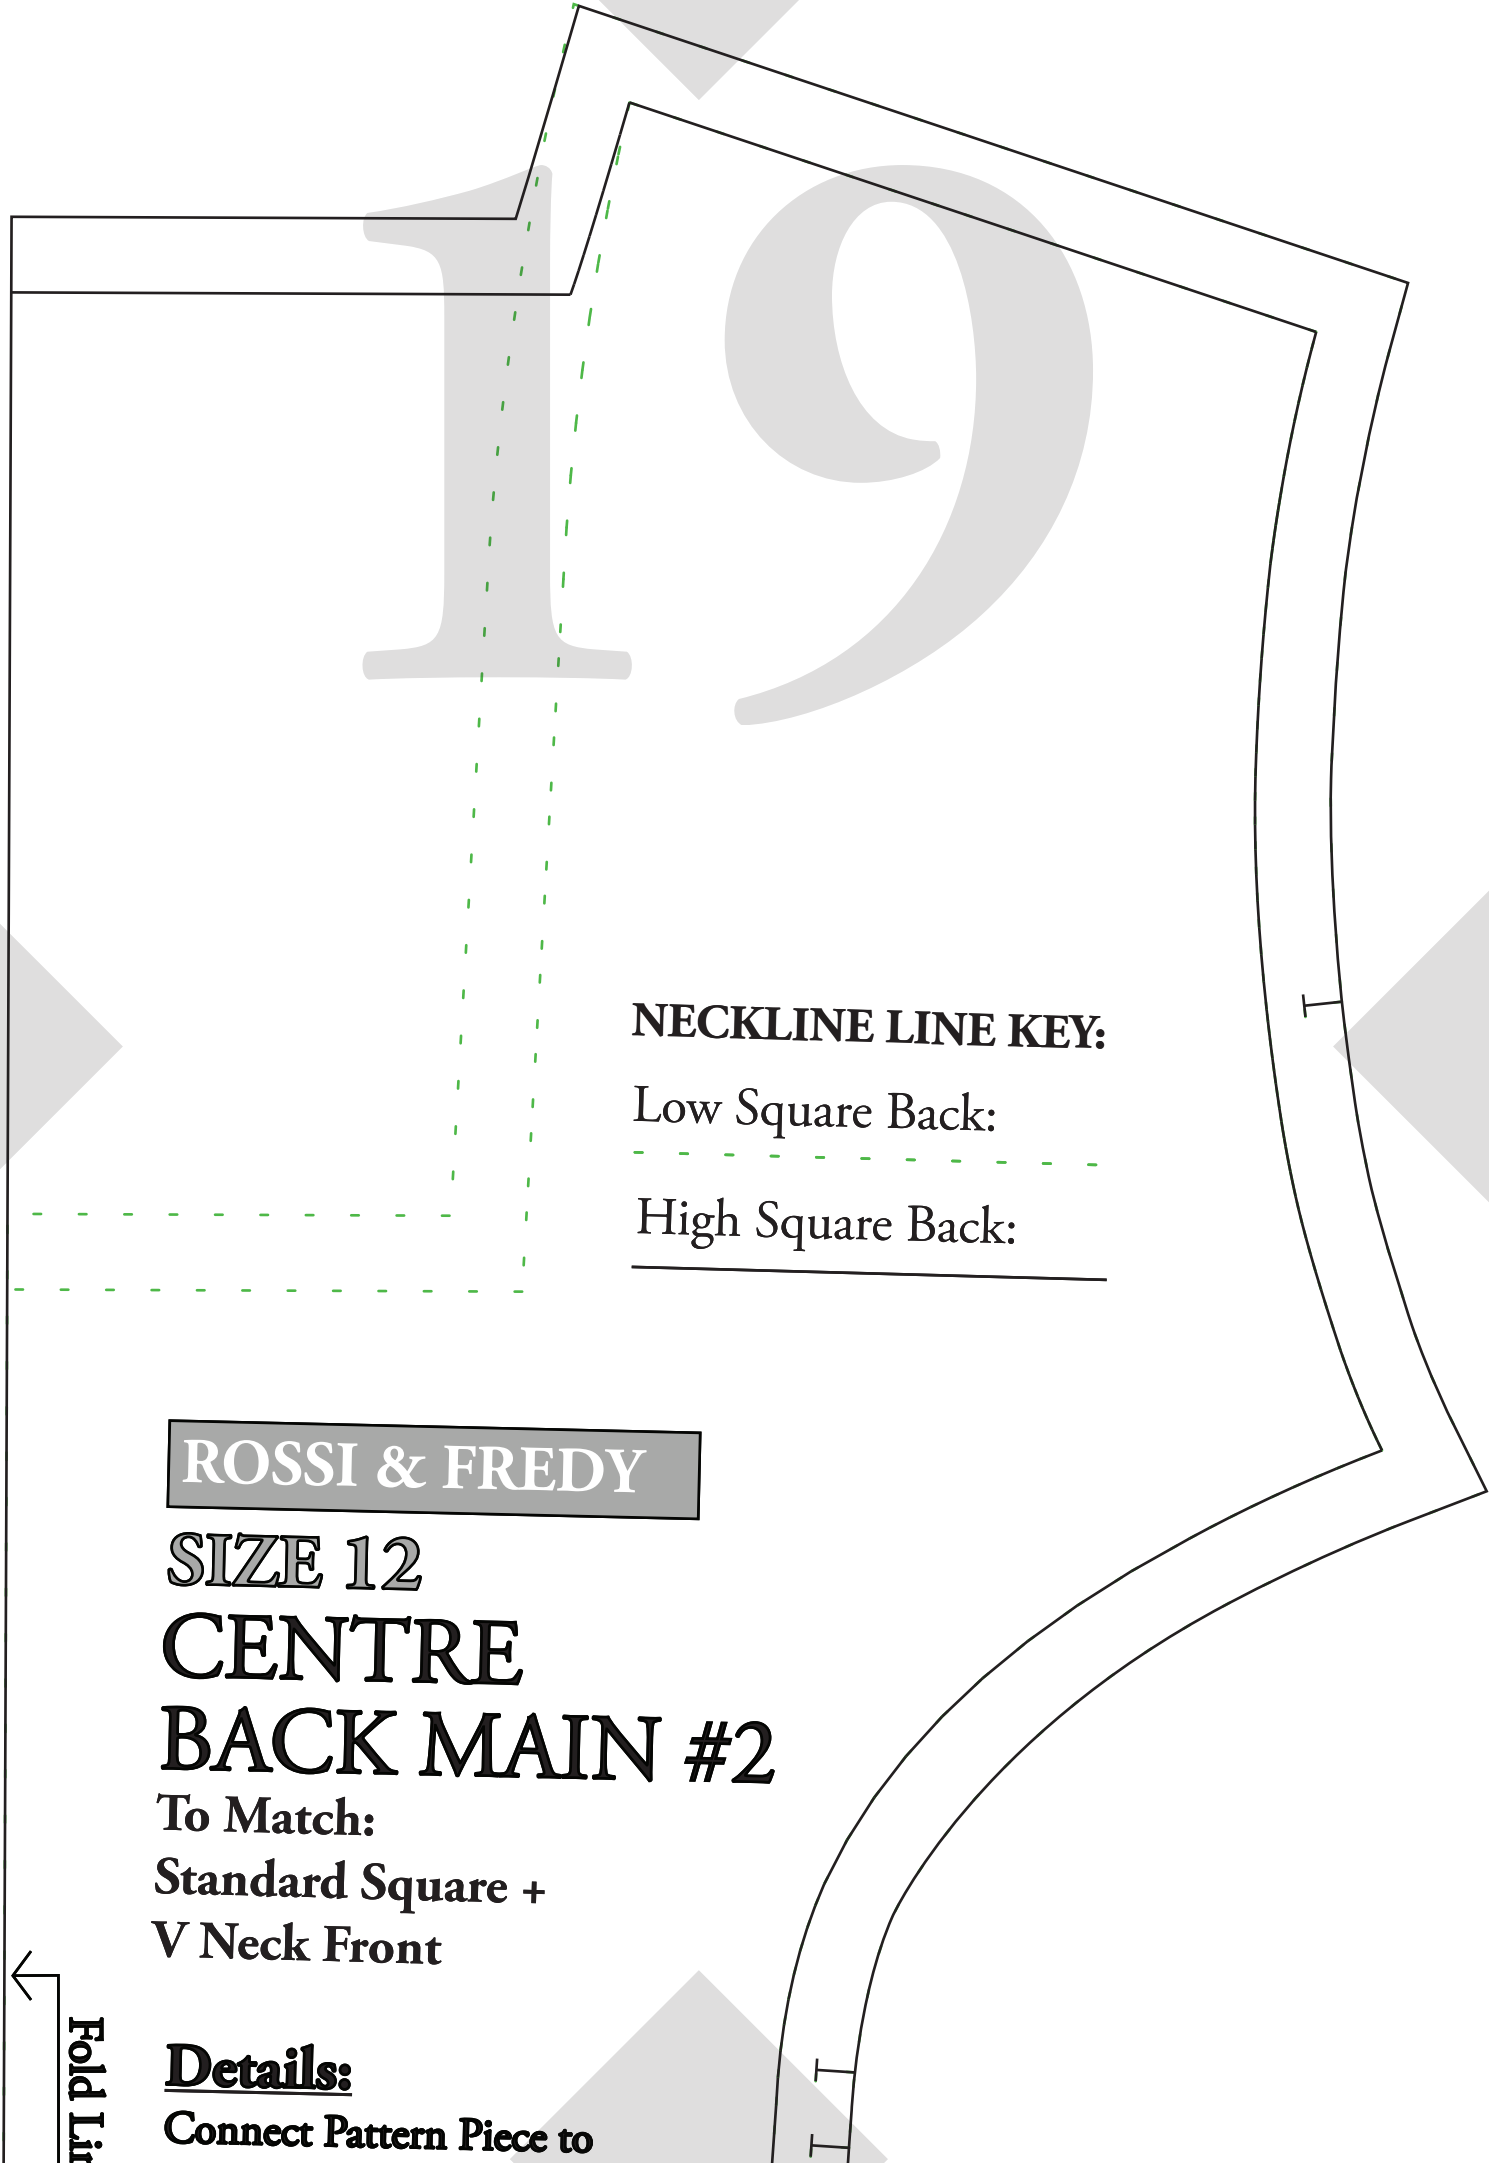 19
NECKLINE LINE KEY:
Low Square Back:
High Square Back:
ROSSI & FREDY
SIZE 12
CENTRE
BACK MAIN #2
To Match:
Standard Square +
V Neck Front
Details:
Connect Pattern Piece to
Fold